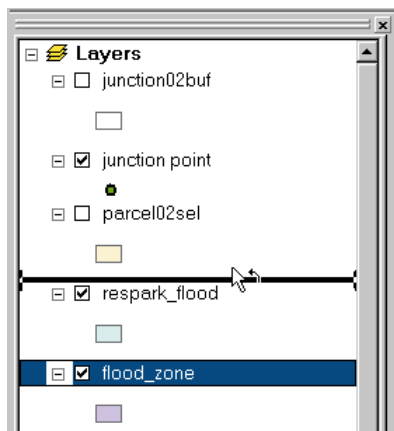 Layers
junction02buf
junction point
parcel02sel
respark_flood
flood_zone